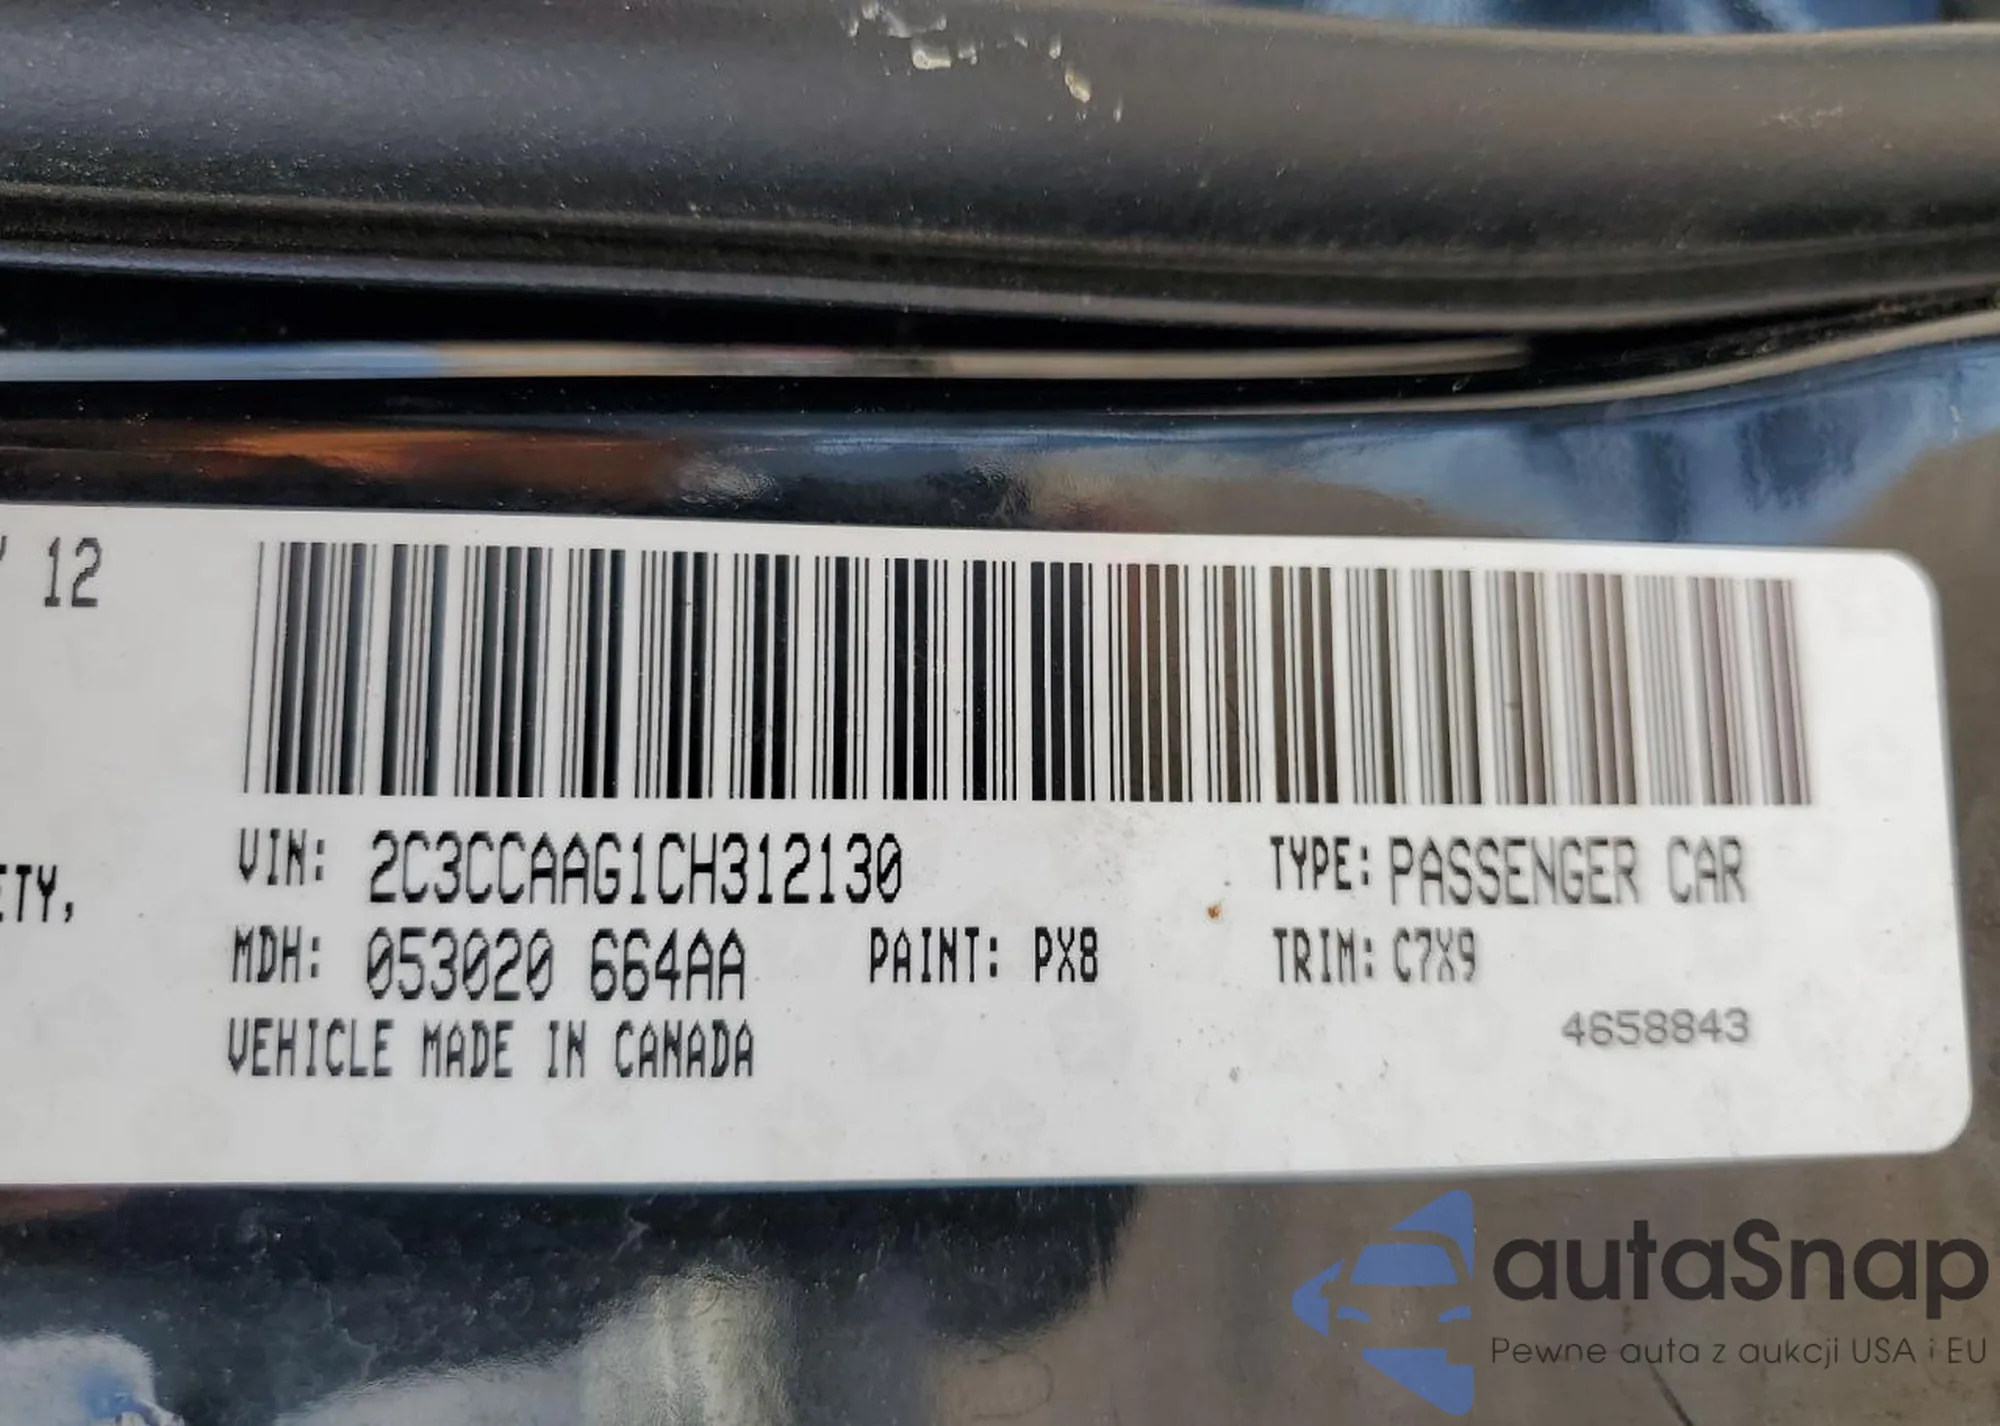 12
ETY,
VIN: 2C3CCAAG1CH312130
TYPE: PASSENGER CAR
MDH: 053020 664AA
PAINT: PX8
TRIM: C7X9
VEHICLE MADE IN CANADA
4658843
autaSnap
Pewne auta z aukcji USA i EU